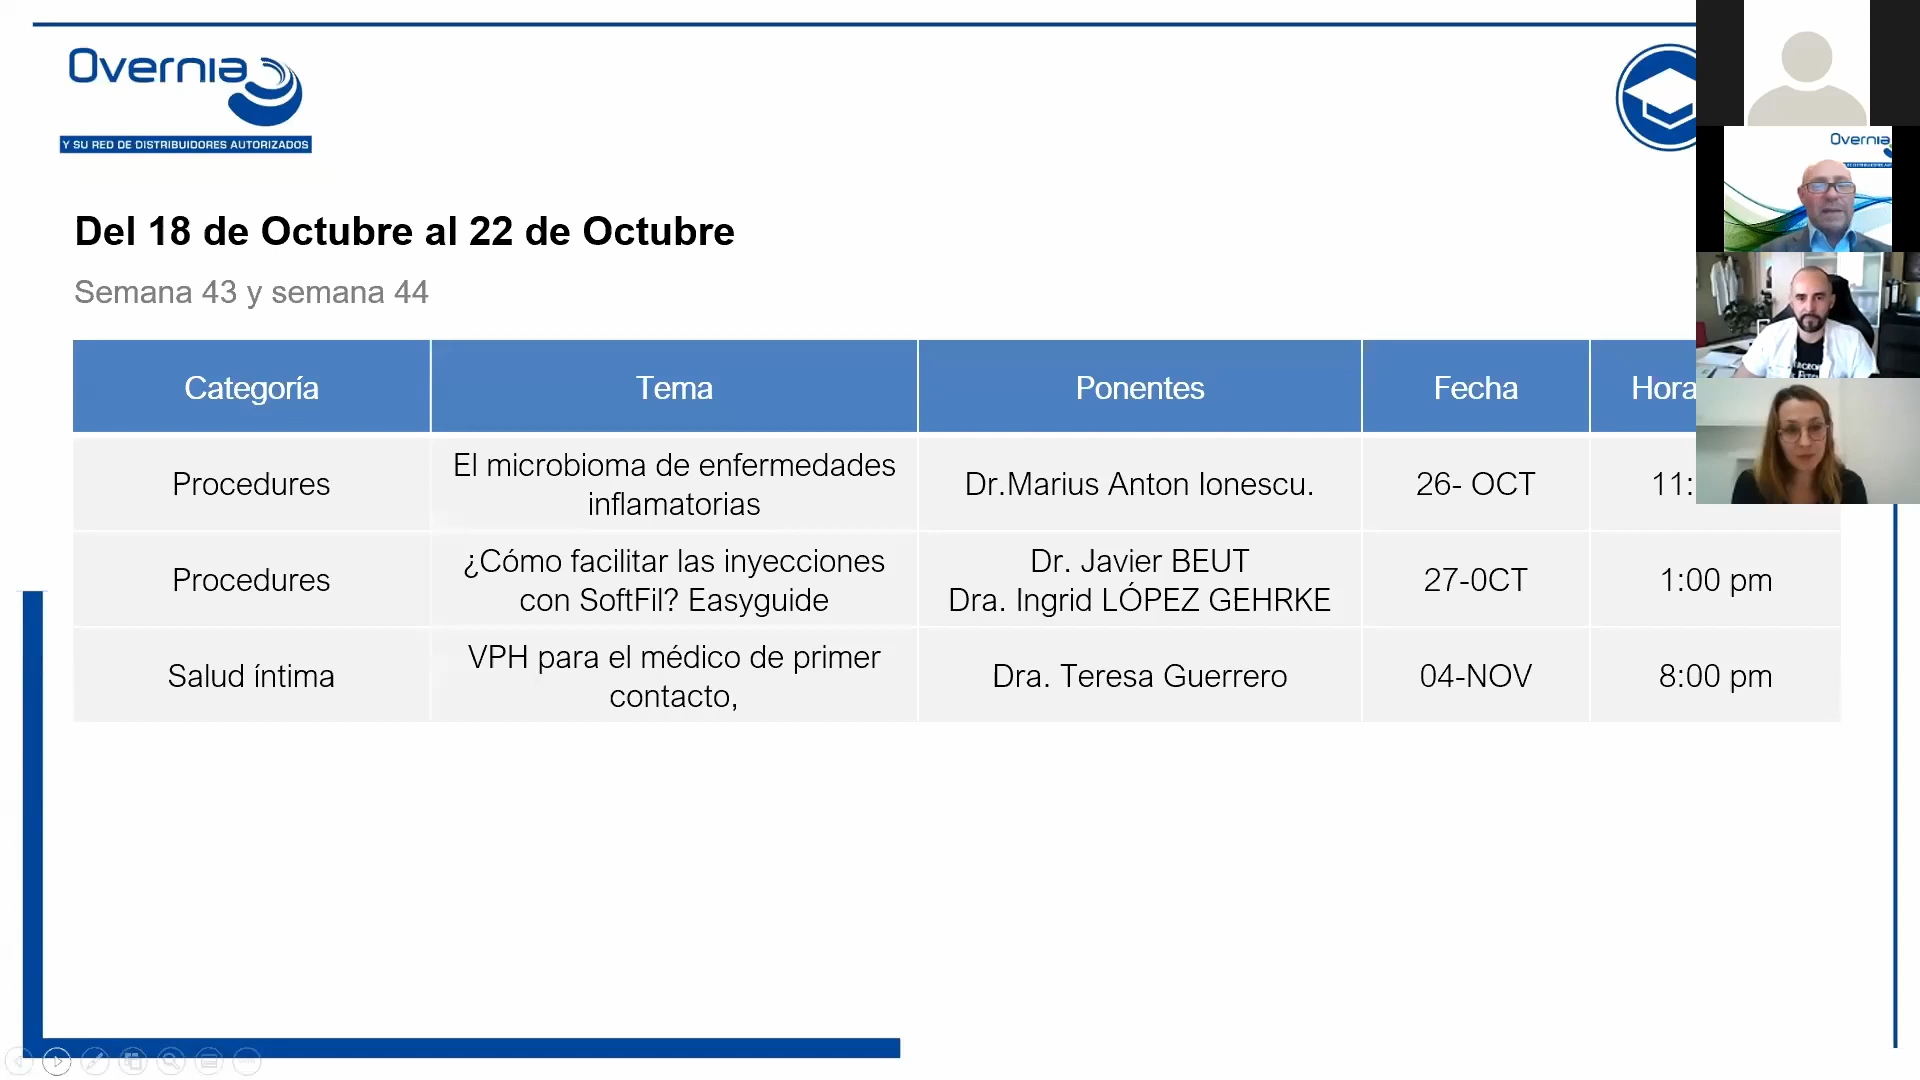 Overnia
Y SU RED DE DISTRIBUIDORES AUTORIZADOS
Overnia
Del 18 de Octubre al 22 de Octubre
Semana 43 y semana 44
Categoría Tema Ponentes Fecha Hora
Procedures
El microbioma de enfermedades
inflamatorias
Dr.Marius Anton Ionescu.
26- OCT
11:
Procedures
¿Cómo facilitar las inyecciones
con SoftFil? Easyguide
Dr. Javier BEUT
Dra. Ingrid LÓPEZ GEHRKE
27-0CT
1:00 pm
Salud íntima
VPH para el médico de primer
contacto,
Dra. Teresa Guerrero
04-NOV
8:00 pm